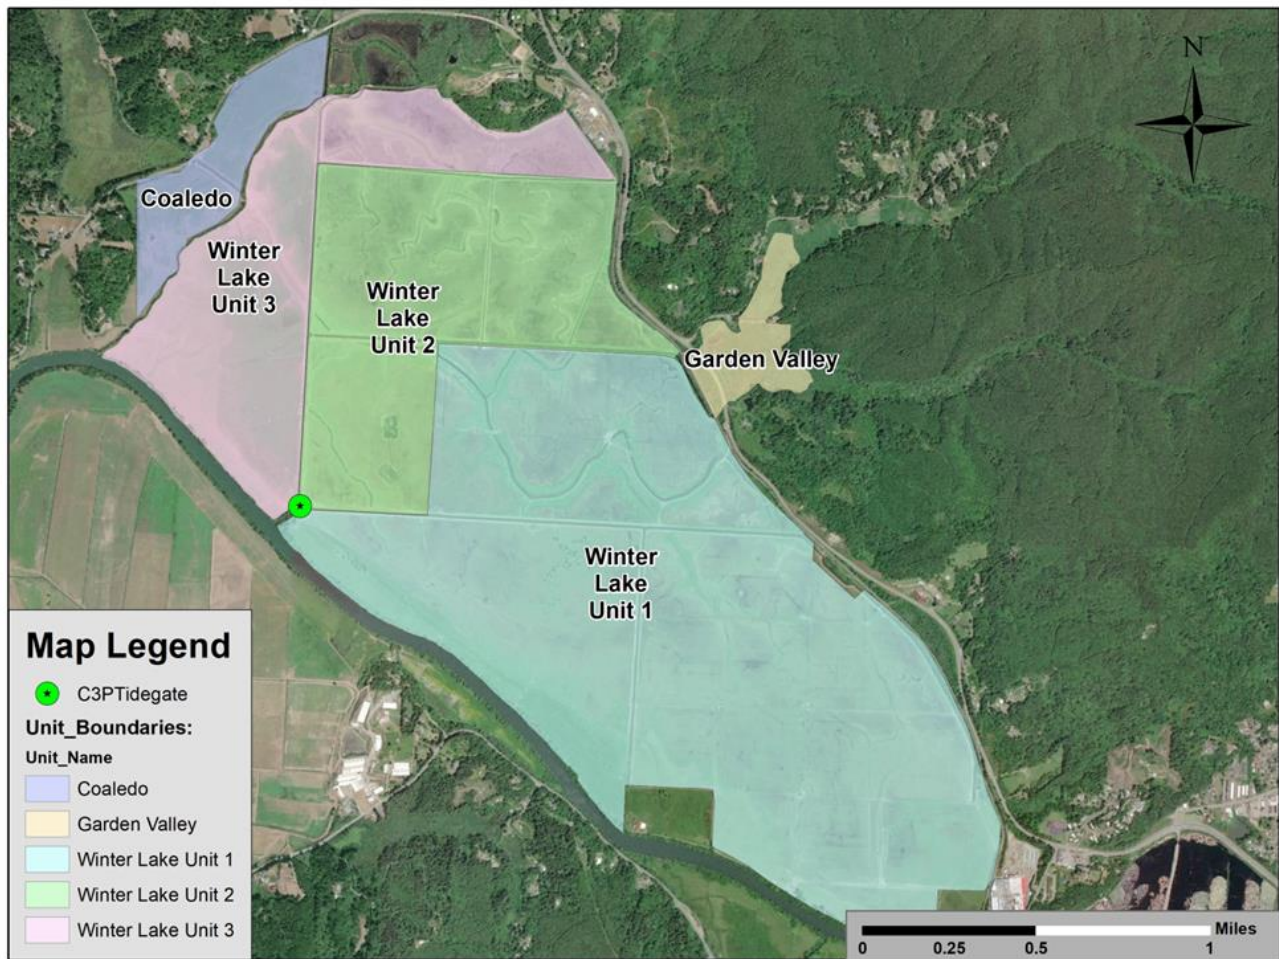 N
Coaledo
Winter
Lake
Unit 3
Winter
Lake
Unit 2
Garden Valley
Winter
Lake
Unit 1
Map Legend
C3PTidegate
Unit_Boundaries:
Unit_Name
Coaledo
Garden Valley
Winter Lake Unit 1
Winter Lake Unit 2
Winter Lake Unit 3
Miles
0 0.25 0.5 1